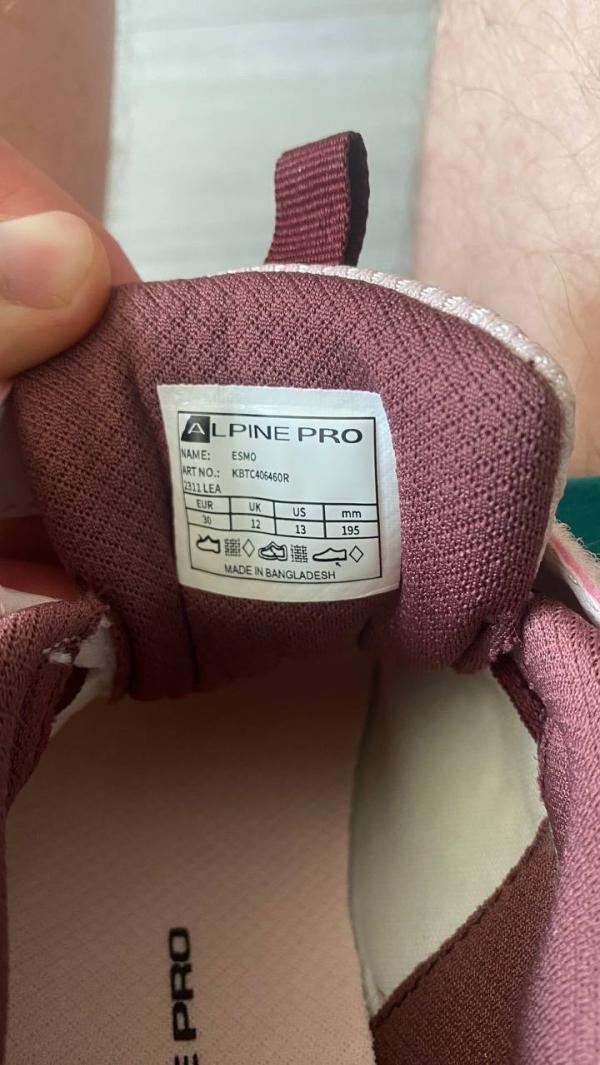 ALPINE PRO
NAME: ESMO
ART NO.: KBTC406460R
2311 LEA
EUR UK US mm
30 12 13 195
MADE IN BANGLADESH
E PRO